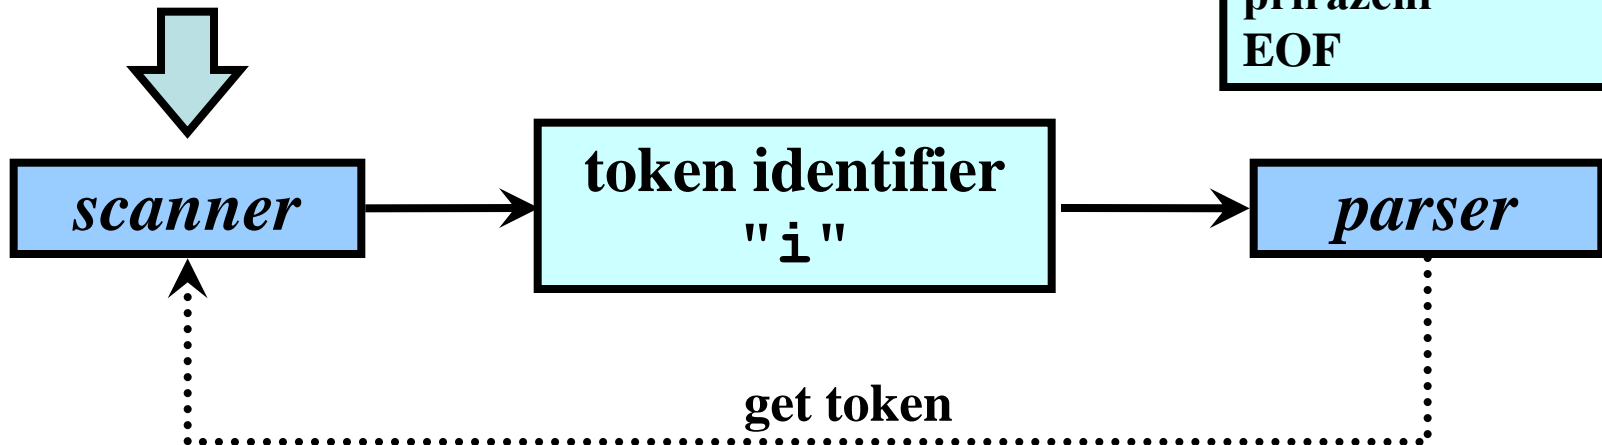 EOF
scanner
token identifier
"i"
parser
get token